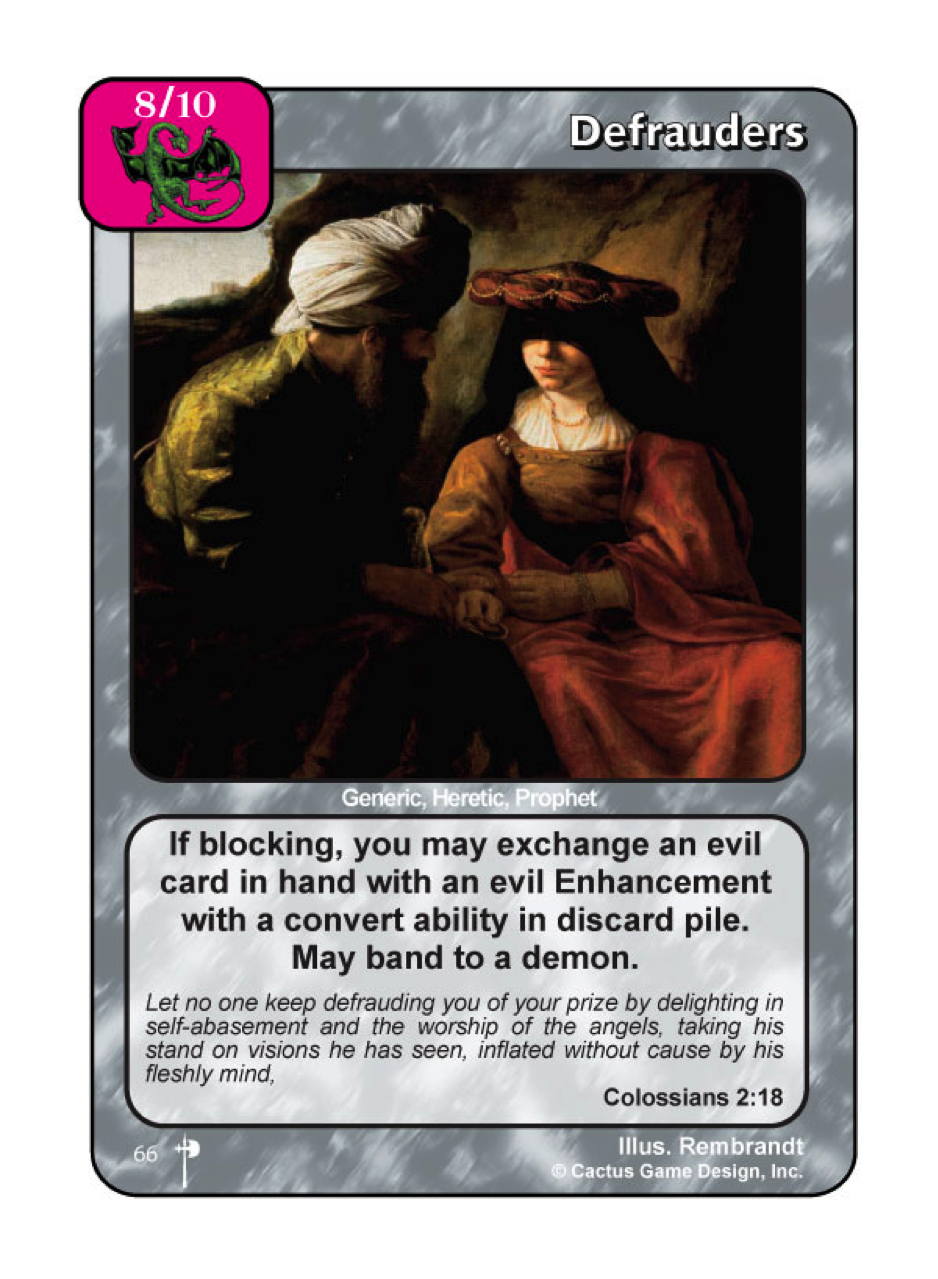 8/10
Defrauders
Generic, Heretic, Prophet
If blocking, you may exchange an evil
card in hand with an evil Enhancement
with a convert ability in discard pile.
May band to a demon.
Let no one keep defrauding you of your prize by delighting in
self-abasement and the worship of the angels, taking his
stand on visions he has seen, inflated without cause by his
fleshly mind,
Colossians 2:18
66
Illus. Rembrandt
© Cactus Game Design, Inc.